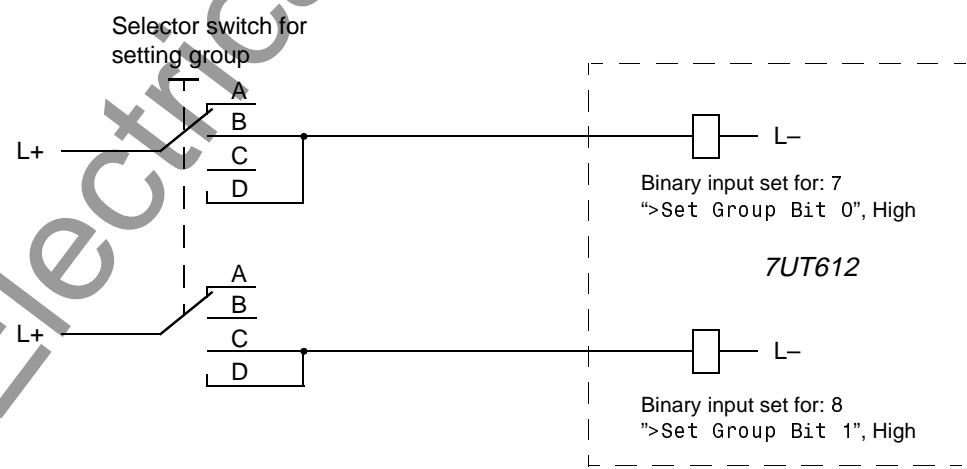 Selector switch for
setting group
A
B
L+
C
D
L–
Binary input set for: 7
“>Set Group Bit 0”, High
7UT612
A
B
L+
C
D
L–
Binary input set for: 8
”>Set Group Bit 1”, High
Electrica